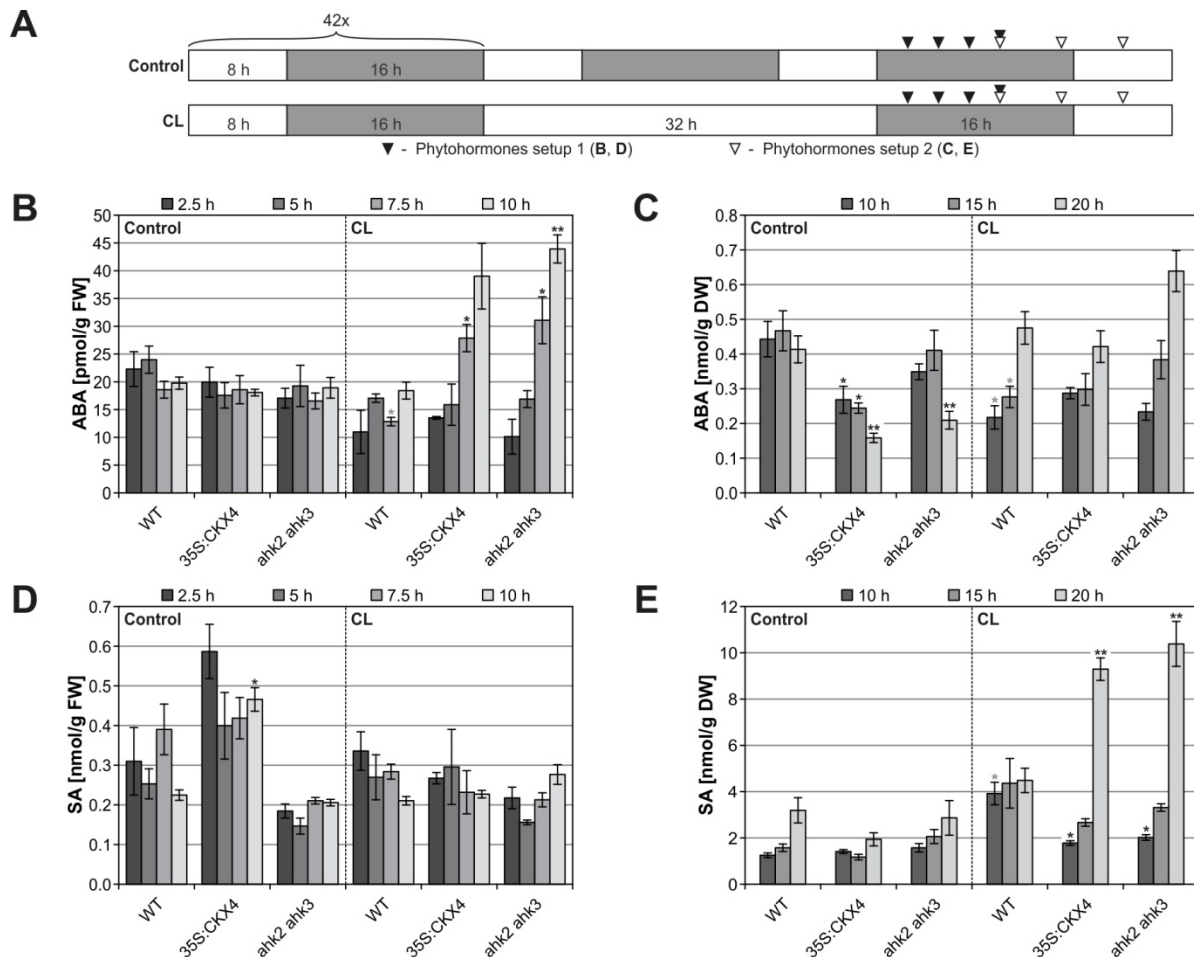 A
42x
Control
8 h
16 h
CL
8 h
16 h
32 h
16 h
▼ - Phytohormones setup 1 (B, D)
▽ - Phytohormones setup 2 (C, E)
B
2.5 h 5 h 7.5 h 10 h
Control
CL
ABA [pmol/g FW]
50
45
40
35
30
25
20
15
10
5
0
*
*
*
**
WT
35S:CKX4
ahk2 ahk3
WT
35S:CKX4
ahk2 ahk3
C
10 h 15 h 20 h
Control
CL
ABA [nmol/g DW]
0.8
0.7
0.6
0.5
0.4
0.3
0.2
0.1
0.0
*
*
**
**
*
*
WT
35S:CKX4
ahk2 ahk3
WT
35S:CKX4
ahk2 ahk3
D
2.5 h 5 h 7.5 h 10 h
Control
CL
SA [nmol/g FW]
0.7
0.6
0.5
0.4
0.3
0.2
0.1
0.0
*
WT
35S:CKX4
ahk2 ahk3
WT
35S:CKX4
ahk2 ahk3
E
10 h 15 h 20 h
Control
CL
SA [nmol/g DW]
12
10
8
6
4
2
0
*
*
**
*
**
WT
35S:CKX4
ahk2 ahk3
WT
35S:CKX4
ahk2 ahk3